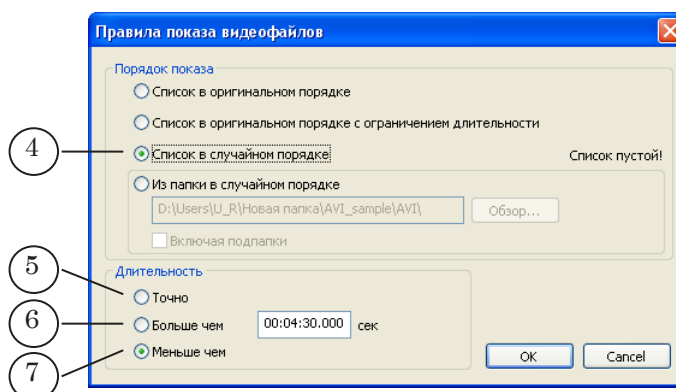 Правила показа видеофайлов
Порядок показа
Список в оригинальном порядке
Список в оригинальном порядке с ограничением длительности
4
Список в случайном порядке Список пустой!
Из папки в случайном порядке
D:\Users\U_R\Новая папка\AVI_sample\AVI\ Обзор...
Включая подпапки
Длительность
5
Точно
6
Больше чем 00:04:30.000 сек
7
Меньше чем OK Cancel